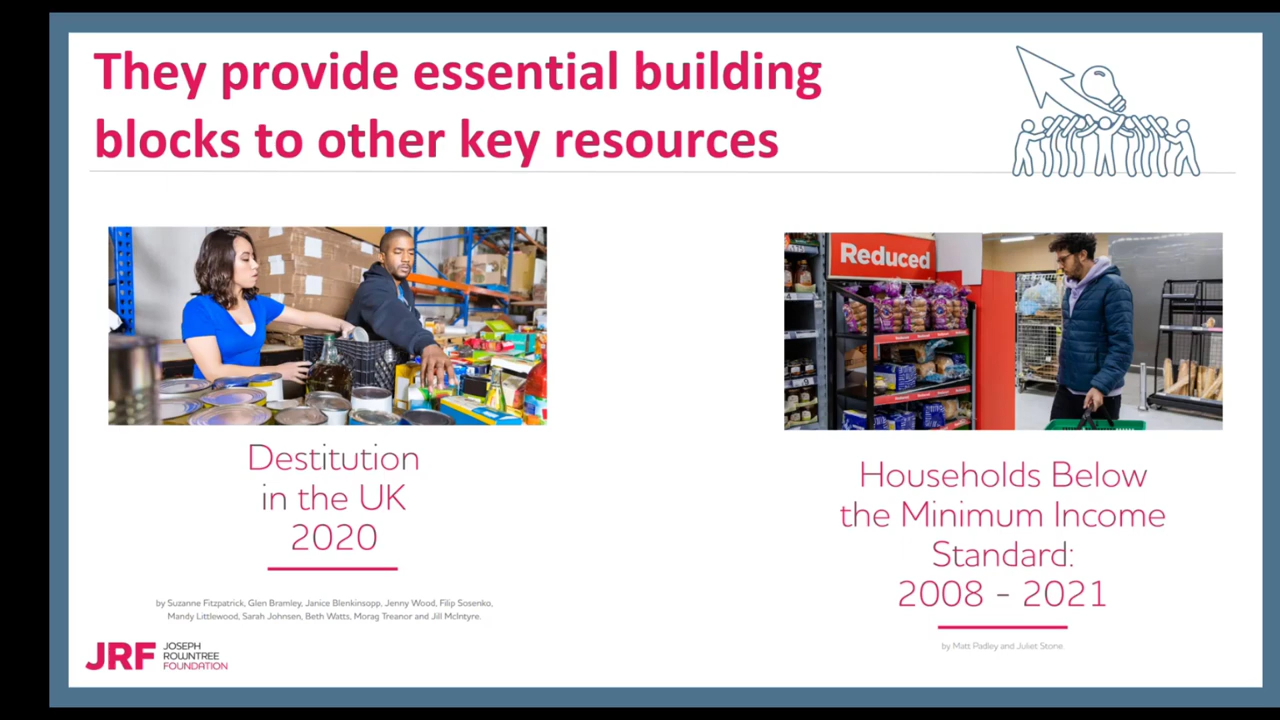 They provide essential building
blocks to other key resources
Reduced
Destitution
in the UK
2020
by Suzanne Fitzpatrick, Glen Bramley, Janice Blenkinsopp, Jenny Wood, Filip Sosenko,
Mandy Littlewood, Sarah Johnsen, Beth Watts, Morag Treanor and Jill McIntyre.
JRF
JOSEPH
ROWNTREE
FOUNDATION
Households Below
the Minimum Income
Standard:
2008 - 2021
by Matt Padley and Juliet Stone